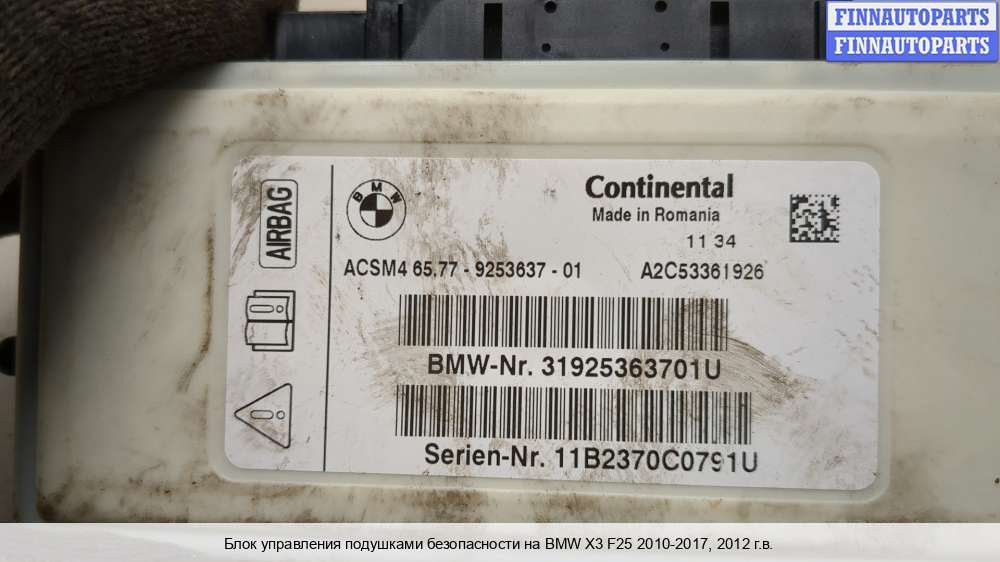 FINNAUTOPARTS
FINNAUTOPARTS
AIRBAG
BMW
Continental
Made in Romania
11 34
ACSM4 65.77 - 9253637 - 01 A2C53361926
BMW-Nr. 31925363701U
Serien-Nr. 11B2370C0791U
Блок управления подушками безопасности на BMW X3 F25 2010-2017, 2012 г.в.